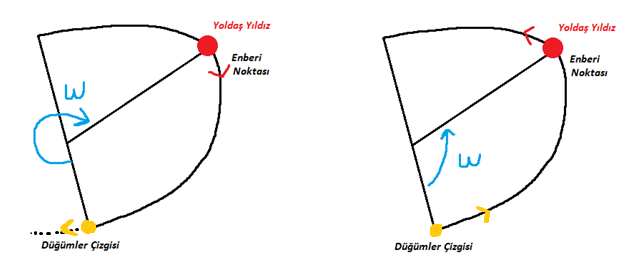 Yoldaş Yıldız
Enberi
Noktası
W
Düğümler Çizgisi
Yoldaş Yıldız
Enberi
Noktası
W
Düğümler Çizgisi